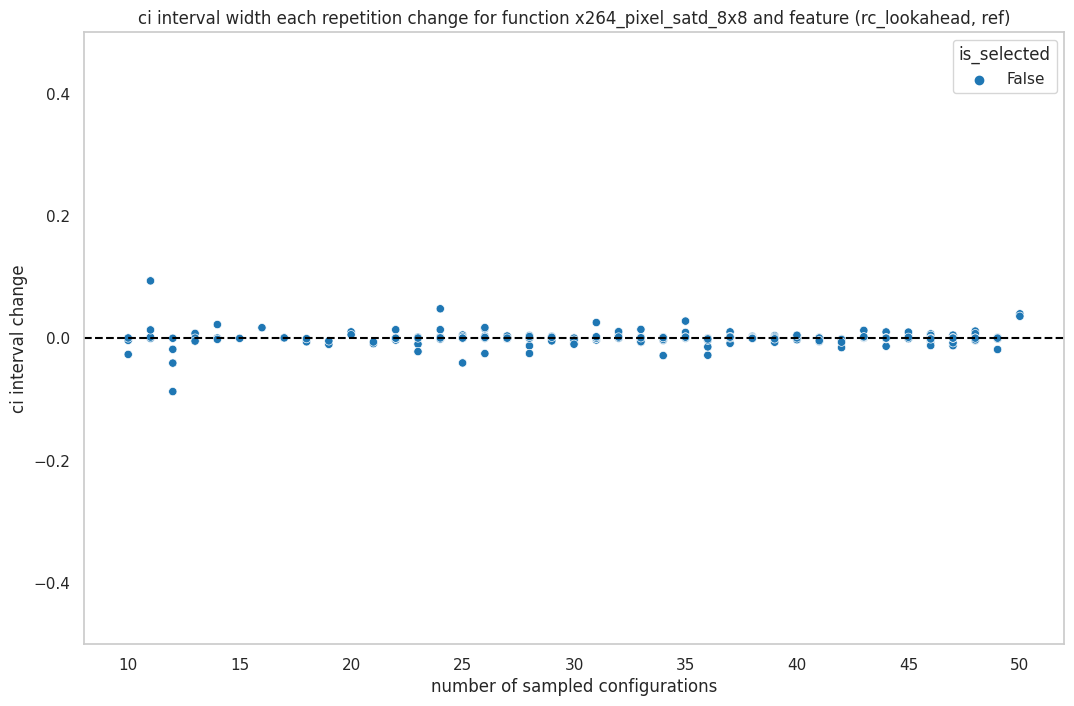 ci interval width each repetition change for function x264_pixel_satd_8x8 and feature (rc_lookahead, ref)
is_selected
False
ci interval change
0.4
0.2
0.0
−0.2
−0.4
10 15 20 25 30 35 40 45 50
number of sampled configurations